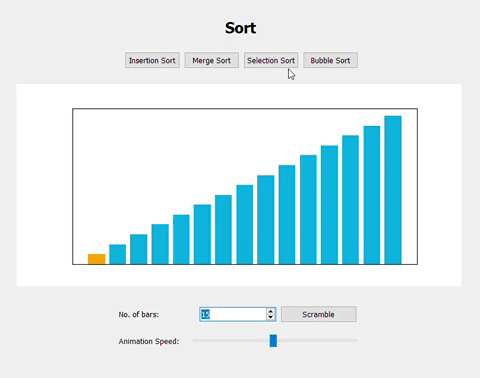 Sort
Insertion Sort Merge Sort Selection Sort Bubble Sort
No. of bars: 15 Scramble
Animation Speed: